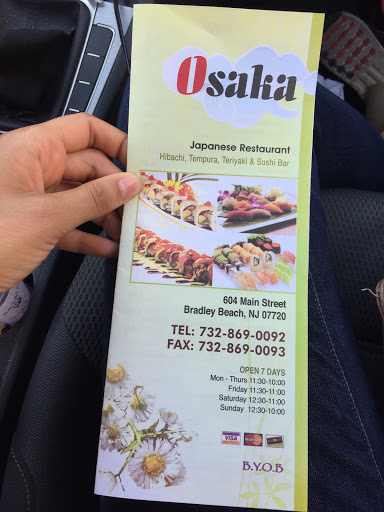 Osaka
Japanese Restaurant
Hibachi, Tempura, Teriyaki & Sushi Bar
604 Main Street
Bradley Beach, NJ 07720
TEL: 732-869-0092
FAX: 732-869-0093
OPEN 7 DAYS
Mon - Thurs 11:30-10:00
Friday 11:30-11:00
Saturday 12:30-11:00
Sunday 12:30-10:00
VISA
B.Y.O.B